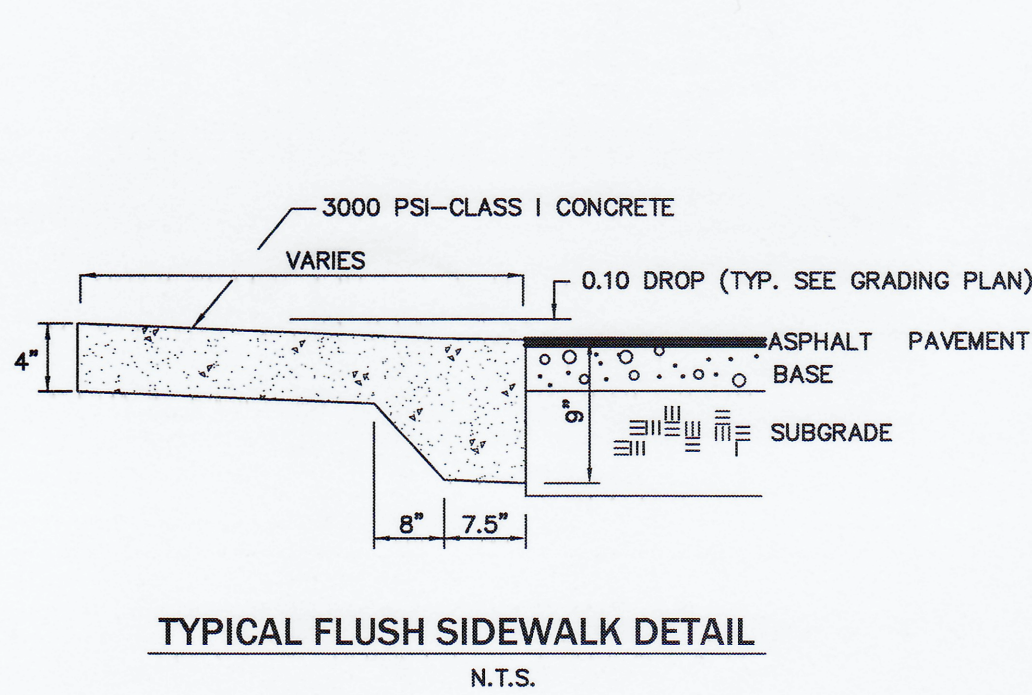 3000 PSI-CLASS I CONCRETE
VARIES
0.10 DROP (TYP. SEE GRADING PLAN)
4"
ASPHALT PAVEMENT
BASE
9"
SUBGRADE
8"
7.5"
TYPICAL FLUSH SIDEWALK DETAIL
N.T.S.